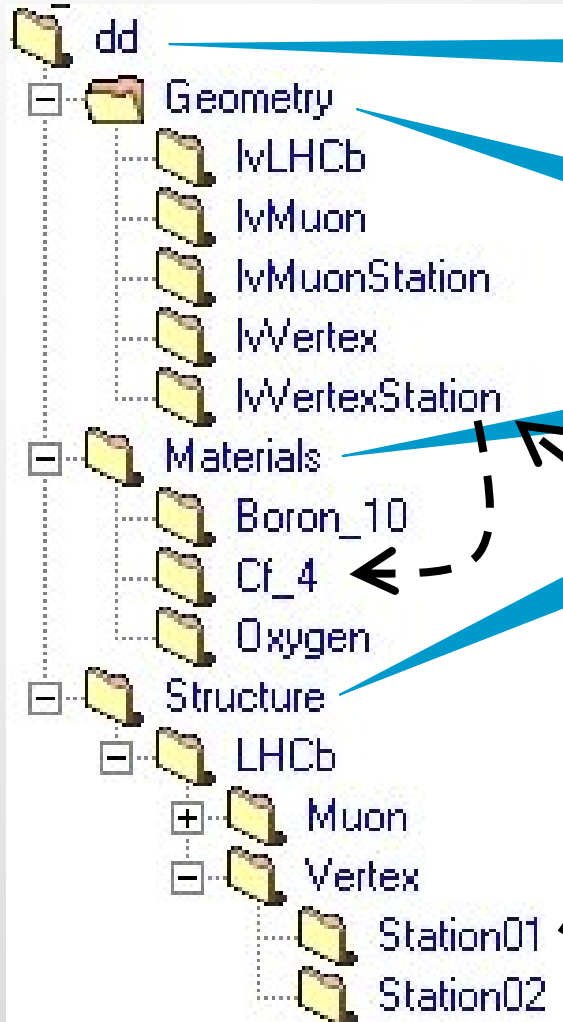 dd
Geometry
lvLHCb
lvMuon
lvMuonStation
lvVertex
lvVertexStation
Materials
Boron_10
Cf_4
Oxygen
Structure
LHCb
Muon
Vertex
Station01
Station02